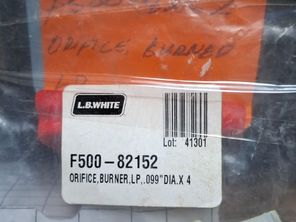 ORIFICE BURNER
L.B.WHITE
Lot: 41301
F500-82152
ORIFICE,BURNER,LP,.099"DIA.X 4